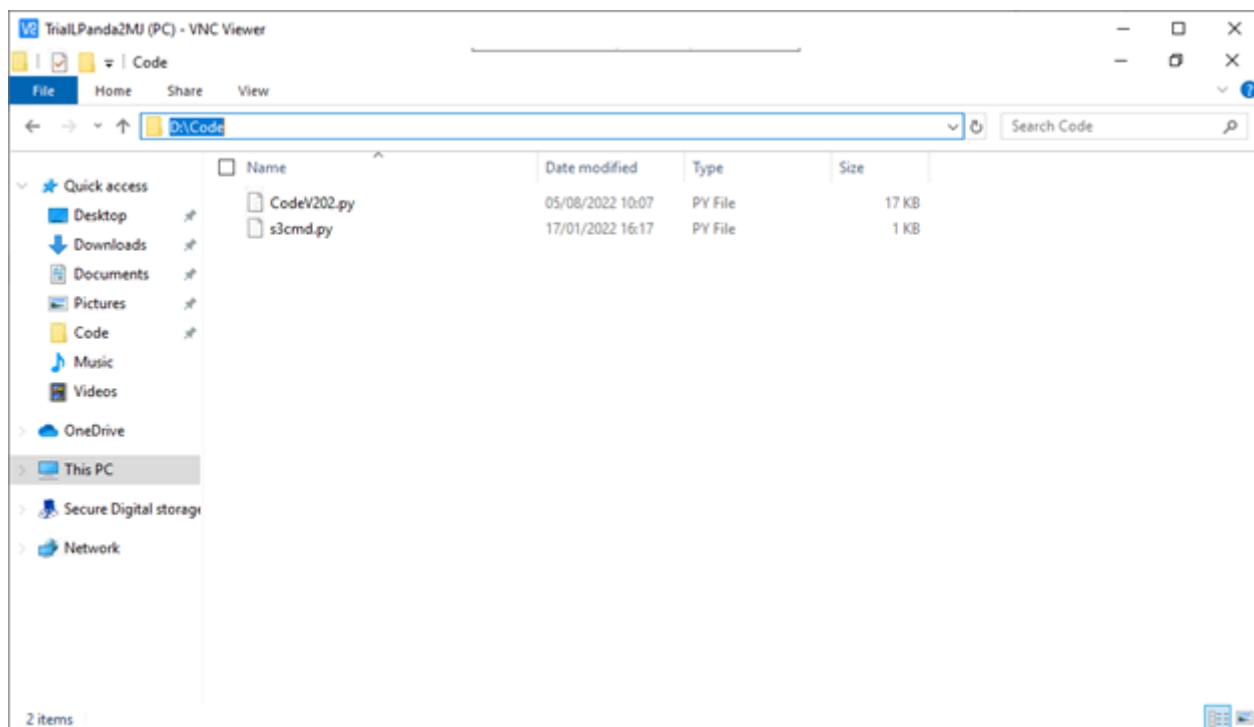 TrialLPanda2MJ (PC) - VNC Viewer
Code
File Home Share View
D:\Code
Search Code
Name Date modified Type Size
CodeV202.py 05/08/2022 10:07 PY File 17 KB
s3cmd.py 17/01/2022 16:17 PY File 1 KB
Quick access
Desktop
Downloads
Documents
Pictures
Code
Music
Videos
OneDrive
This PC
Secure Digital storage
Network
2 items